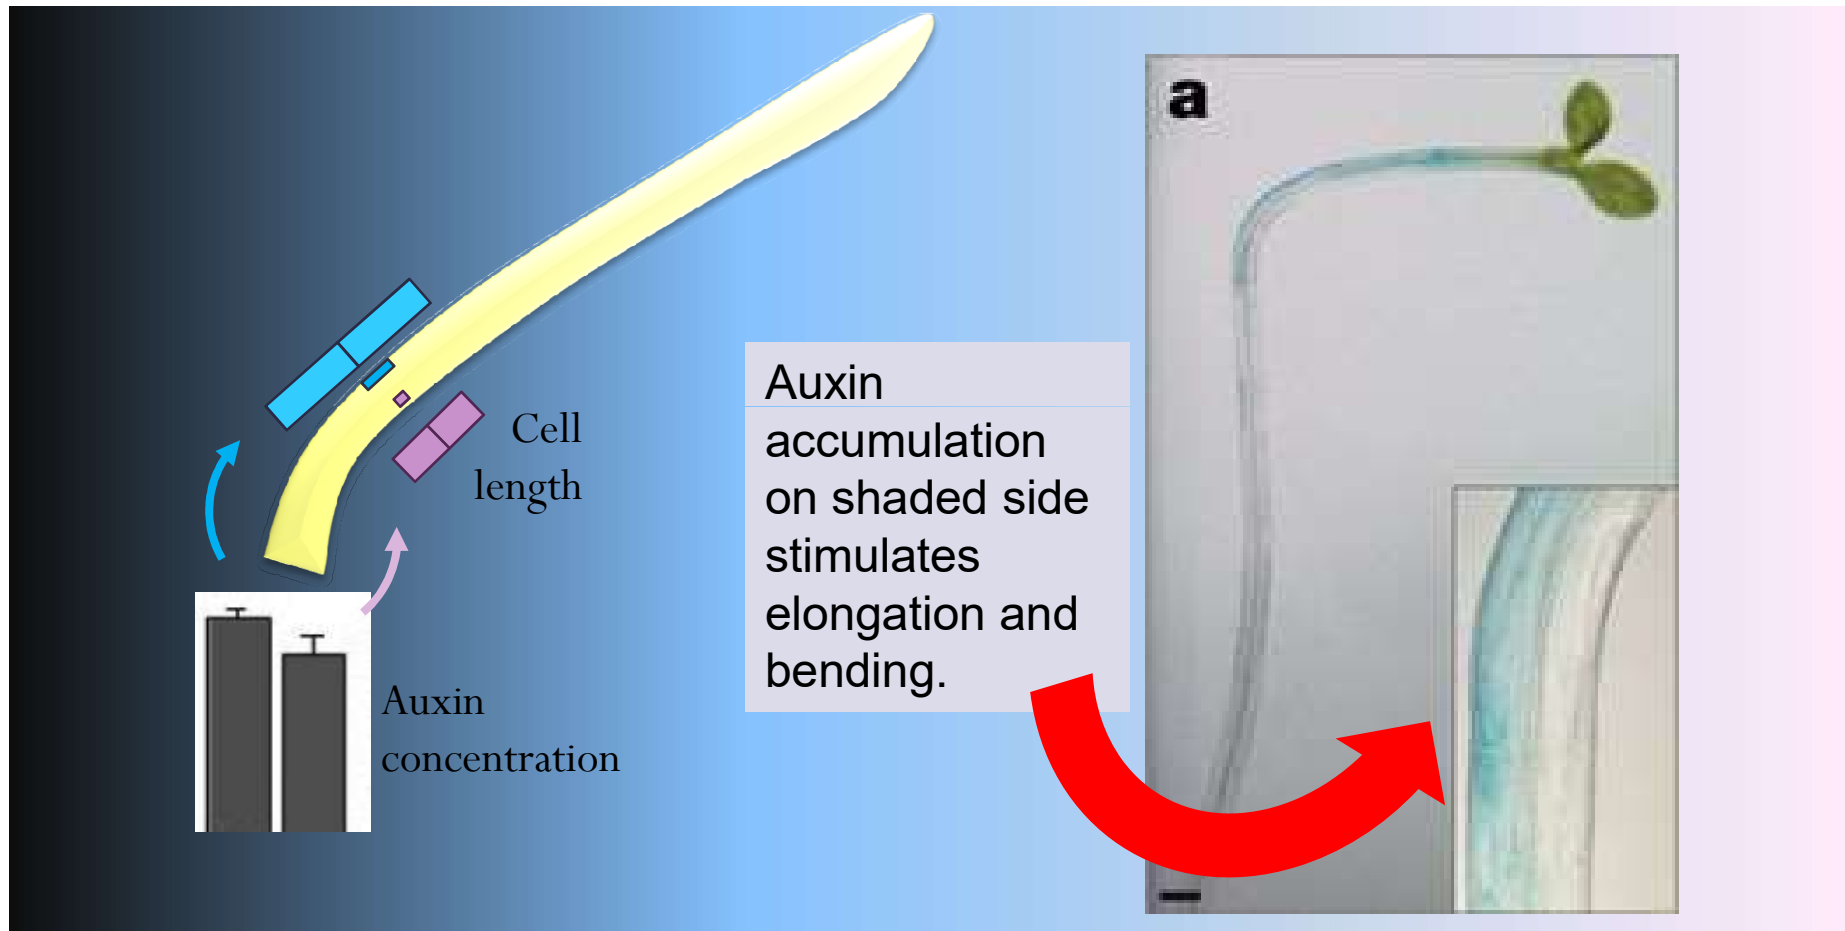 a
Cell
length
Auxin
accumulation
on shaded side
stimulates
elongation and
bending.
Auxin
concentration